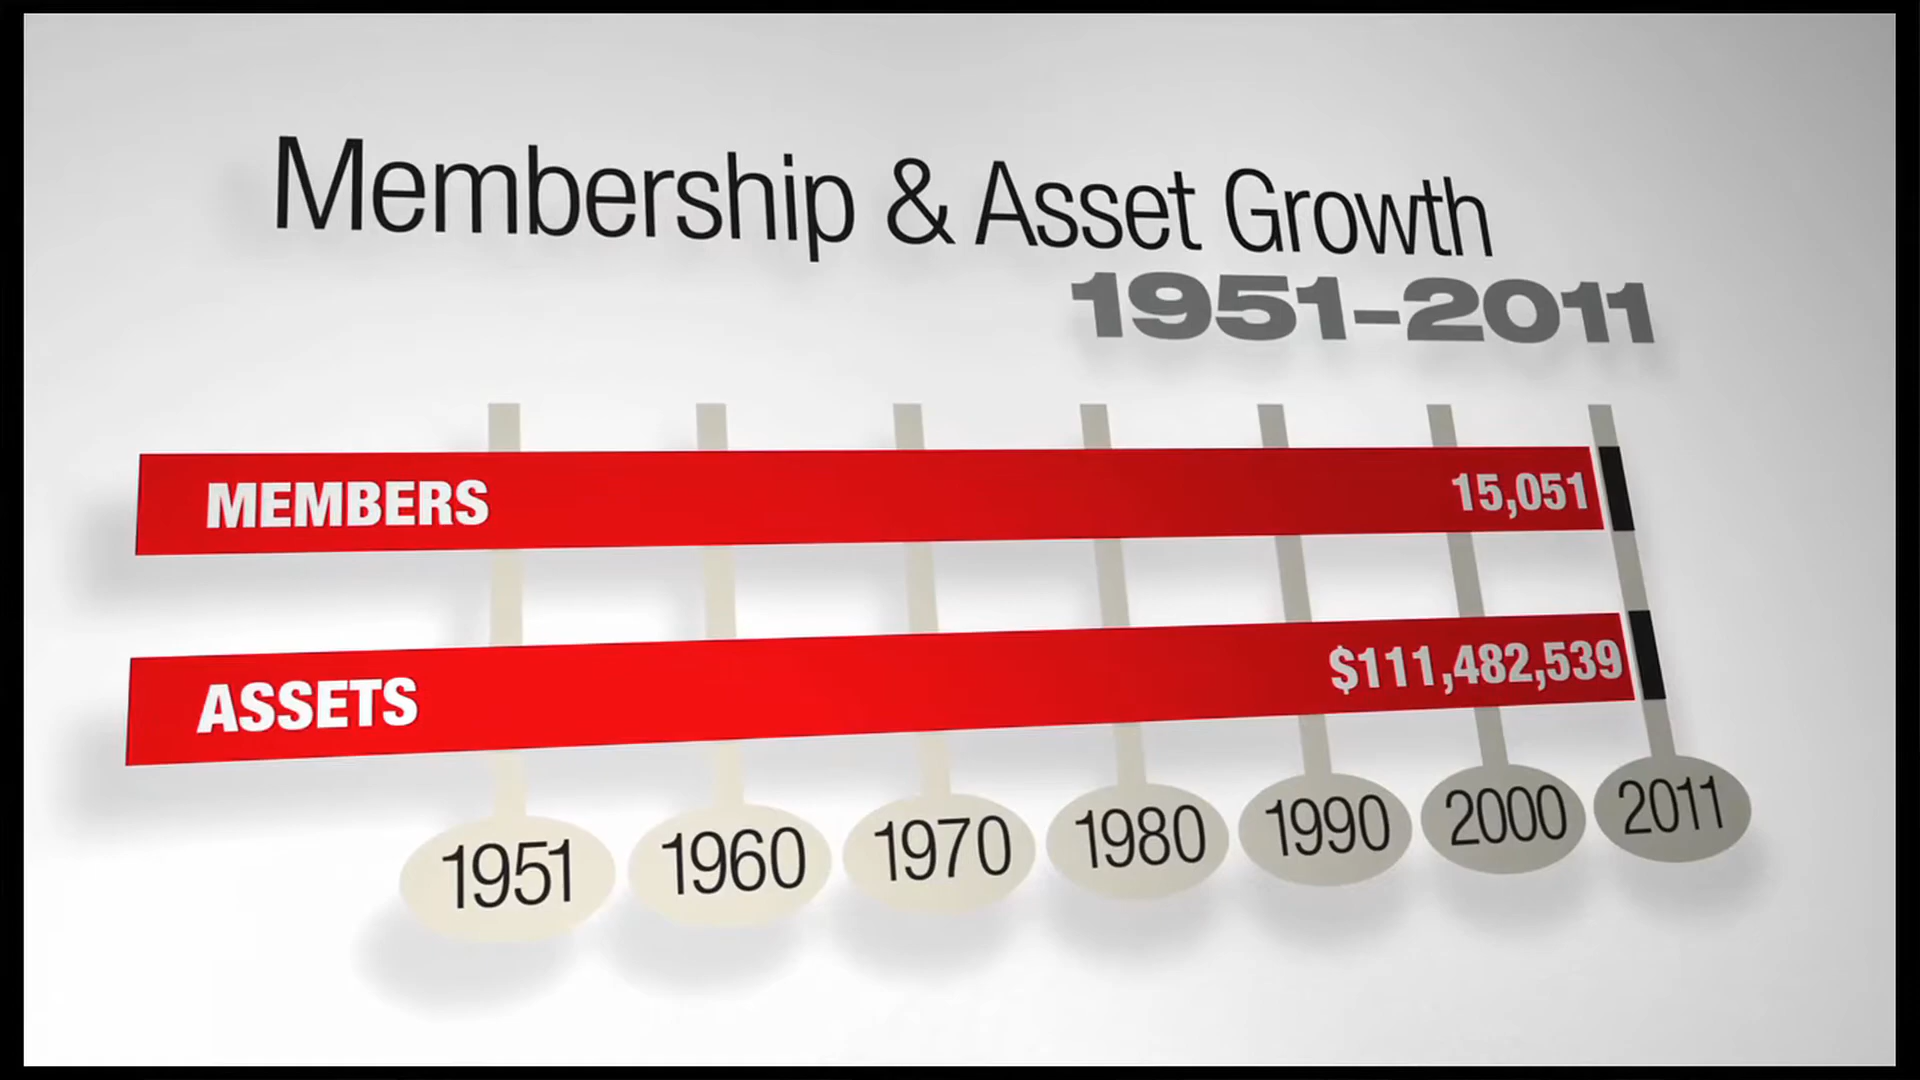 Membership & Asset Growth
1951-2011
MEMBERS 15,051
ASSETS $111,482,539
1951 1960 1970 1980 1990 2000 2011